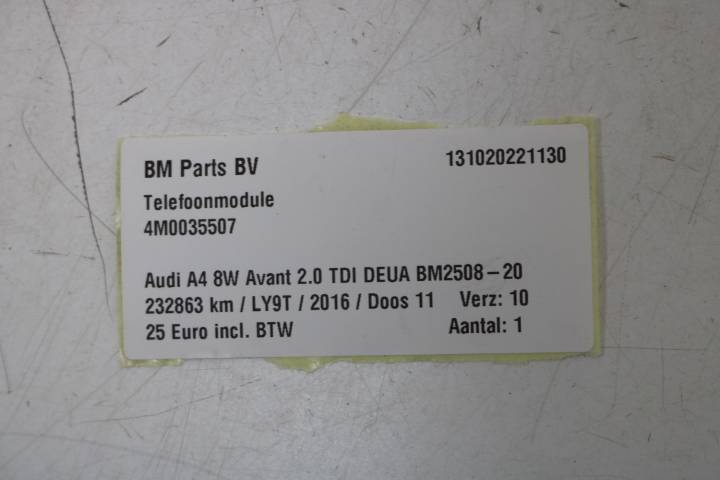 BM Parts BV 131020221130
Telefoonmodule
4M0035507
Audi A4 8W Avant 2.0 TDI DEUA BM2508-20
232863 km / LY9T / 2016 / Doos 11 Verz: 10
25 Euro incl. BTW Aantal: 1